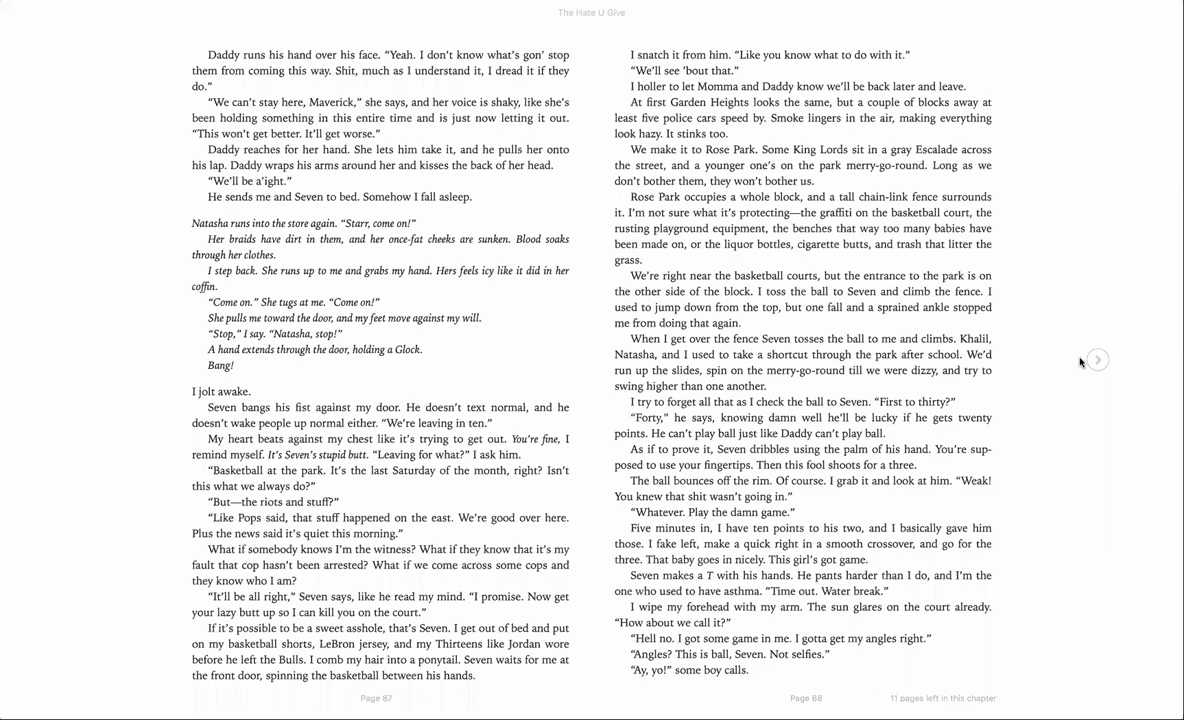 The Hate U Give
Daddy runs his hand over his face. “Yeah. I don’t know what’s gon’ stop
them from coming this way. Shit, much as I understand it, I dread it if they
do.”
“We can’t stay here, Maverick,” she says, and her voice is shaky, like she’s
been holding something in this entire time and is just now letting it out.
“This won’t get better. It’ll get worse.”
Daddy reaches for her hand. She lets him take it, and he pulls her onto
his lap. Daddy wraps his arms around her and kisses the back of her head.
“We’ll be a’ight.”
He sends me and Seven to bed. Somehow I fall asleep.
Natasha runs into the store again. “Starr, come on!”
Her braids have dirt in them, and her once-fat cheeks are sunken. Blood soaks
through her clothes.
I step back. She runs up to me and grabs my hand. Hers feels icy like it did in her
coffin.
“Come on.” She tugs at me. “Come on!”
She pulls me toward the door, and my feet move against my will.
“Stop,” I say. “Natasha, stop!”
A hand extends through the door, holding a Glock.
Bang!
I jolt awake.
Seven bangs his fist against my door. He doesn’t text normal, and he
doesn’t wake people up normal either. “We’re leaving in ten.”
My heart beats against my chest like it’s trying to get out. You’re fine, I
remind myself. It’s Seven’s stupid butt. “Leaving for what?” I ask him.
“Basketball at the park. It’s the last Saturday of the month, right? Isn’t
this what we always do?”
“But—the riots and stuff?”
“Like Pops said, that stuff happened on the east. We’re good over here.
Plus the news said it’s quiet this morning.”
What if somebody knows I’m the witness? What if they know that it’s my
fault that cop hasn’t been arrested? What if we come across some cops and
they know who I am?
“It’ll be all right,” Seven says, like he read my mind. “I promise. Now get
your lazy butt up so I can kill you on the court.”
If it’s possible to be a sweet asshole, that’s Seven. I get out of bed and put
on my basketball shorts, LeBron jersey, and my Thirteens like Jordan wore
before he left the Bulls. I comb my hair into a ponytail. Seven waits for me at
the front door, spinning the basketball between his hands.
Page 87
I snatch it from him. “Like you know what to do with it.”
“We’ll see ’bout that.”
I holler to let Momma and Daddy know we’ll be back later and leave.
At first Garden Heights looks the same, but a couple of blocks away at
least five police cars speed by. Smoke lingers in the air, making everything
look hazy. It stinks too.
We make it to Rose Park. Some King Lords sit in a gray Escalade across
the street, and a younger one’s on the park merry-go-round. Long as we
don’t bother them, they won’t bother us.
Rose Park occupies a whole block, and a tall chain-link fence surrounds
it. I’m not sure what it’s protecting—the graffiti on the basketball court, the
rusting playground equipment, the benches that way too many babies have
been made on, or the liquor bottles, cigarette butts, and trash that litter the
grass.
We’re right near the basketball courts, but the entrance to the park is on
the other side of the block. I toss the ball to Seven and climb the fence. I
used to jump down from the top, but one fall and a sprained ankle stopped
me from doing that again.
When I get over the fence Seven tosses the ball to me and climbs. Khalil,
Natasha, and I used to take a shortcut through the park after school. We’d
run up the slides, spin on the merry-go-round till we were dizzy, and try to
swing higher than one another.
I try to forget all that as I check the ball to Seven. “First to thirty?”
“Forty,” he says, knowing damn well he’ll be lucky if he gets twenty
points. He can’t play ball just like Daddy can’t play ball.
As if to prove it, Seven dribbles using the palm of his hand. You’re sup-
posed to use your fingertips. Then this fool shoots for a three.
The ball bounces off the rim. Of course. I grab it and look at him. “Weak!
You knew that shit wasn’t going in.”
“Whatever. Play the damn game.”
Five minutes in, I have ten points to his two, and I basically gave him
those. I fake left, make a quick right in a smooth crossover, and go for the
three. That baby goes in nicely. This girl’s got game.
Seven makes a T with his hands. He pants harder than I do, and I’m the
one who used to have asthma. “Time out. Water break.”
I wipe my forehead with my arm. The sun glares on the court already.
“How about we call it?”
“Hell no. I got some game in me. I gotta get my angles right.”
“Angles? This is ball, Seven. Not selfies.”
“Ay, yo!” some boy calls.
Page 88
11 pages left in this chapter